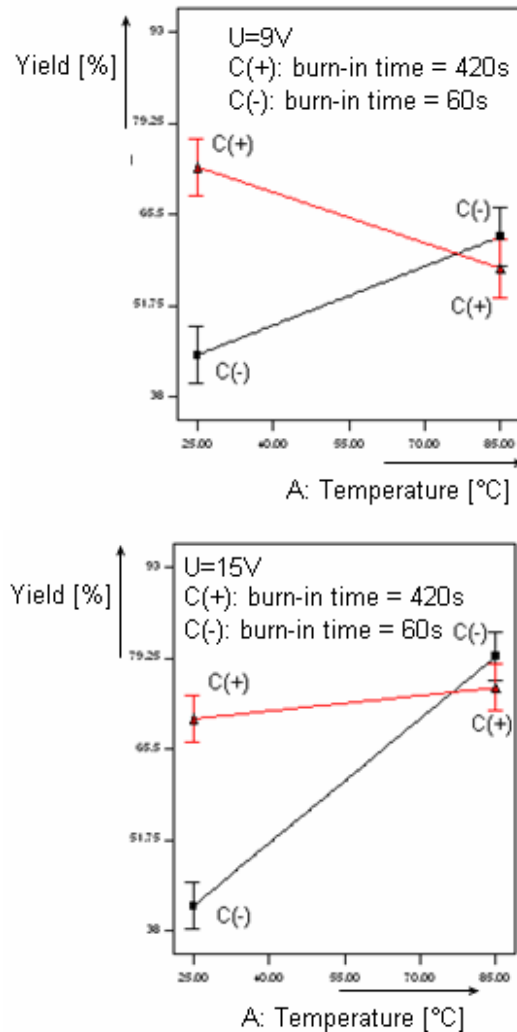 93
U=9V
Yield [%]
C(+): burn-in time = 420s
C(-): burn-in time = 60s
79.25
C(+)
C(-)
65.5
51.75
C(+)
C(-)
38
25.00 40.00 55.00 70.00 85.00
A: Temperature [°C]
93
U=15V
Yield [%]
C(+): burn-in time = 420s
C(-): burn-in time = 60s
C(-)
79.25
C(+)
C(+)
65.5
51.75
C(-)
38
25.00 40.00 55.00 70.00 85.00
A: Temperature [°C]